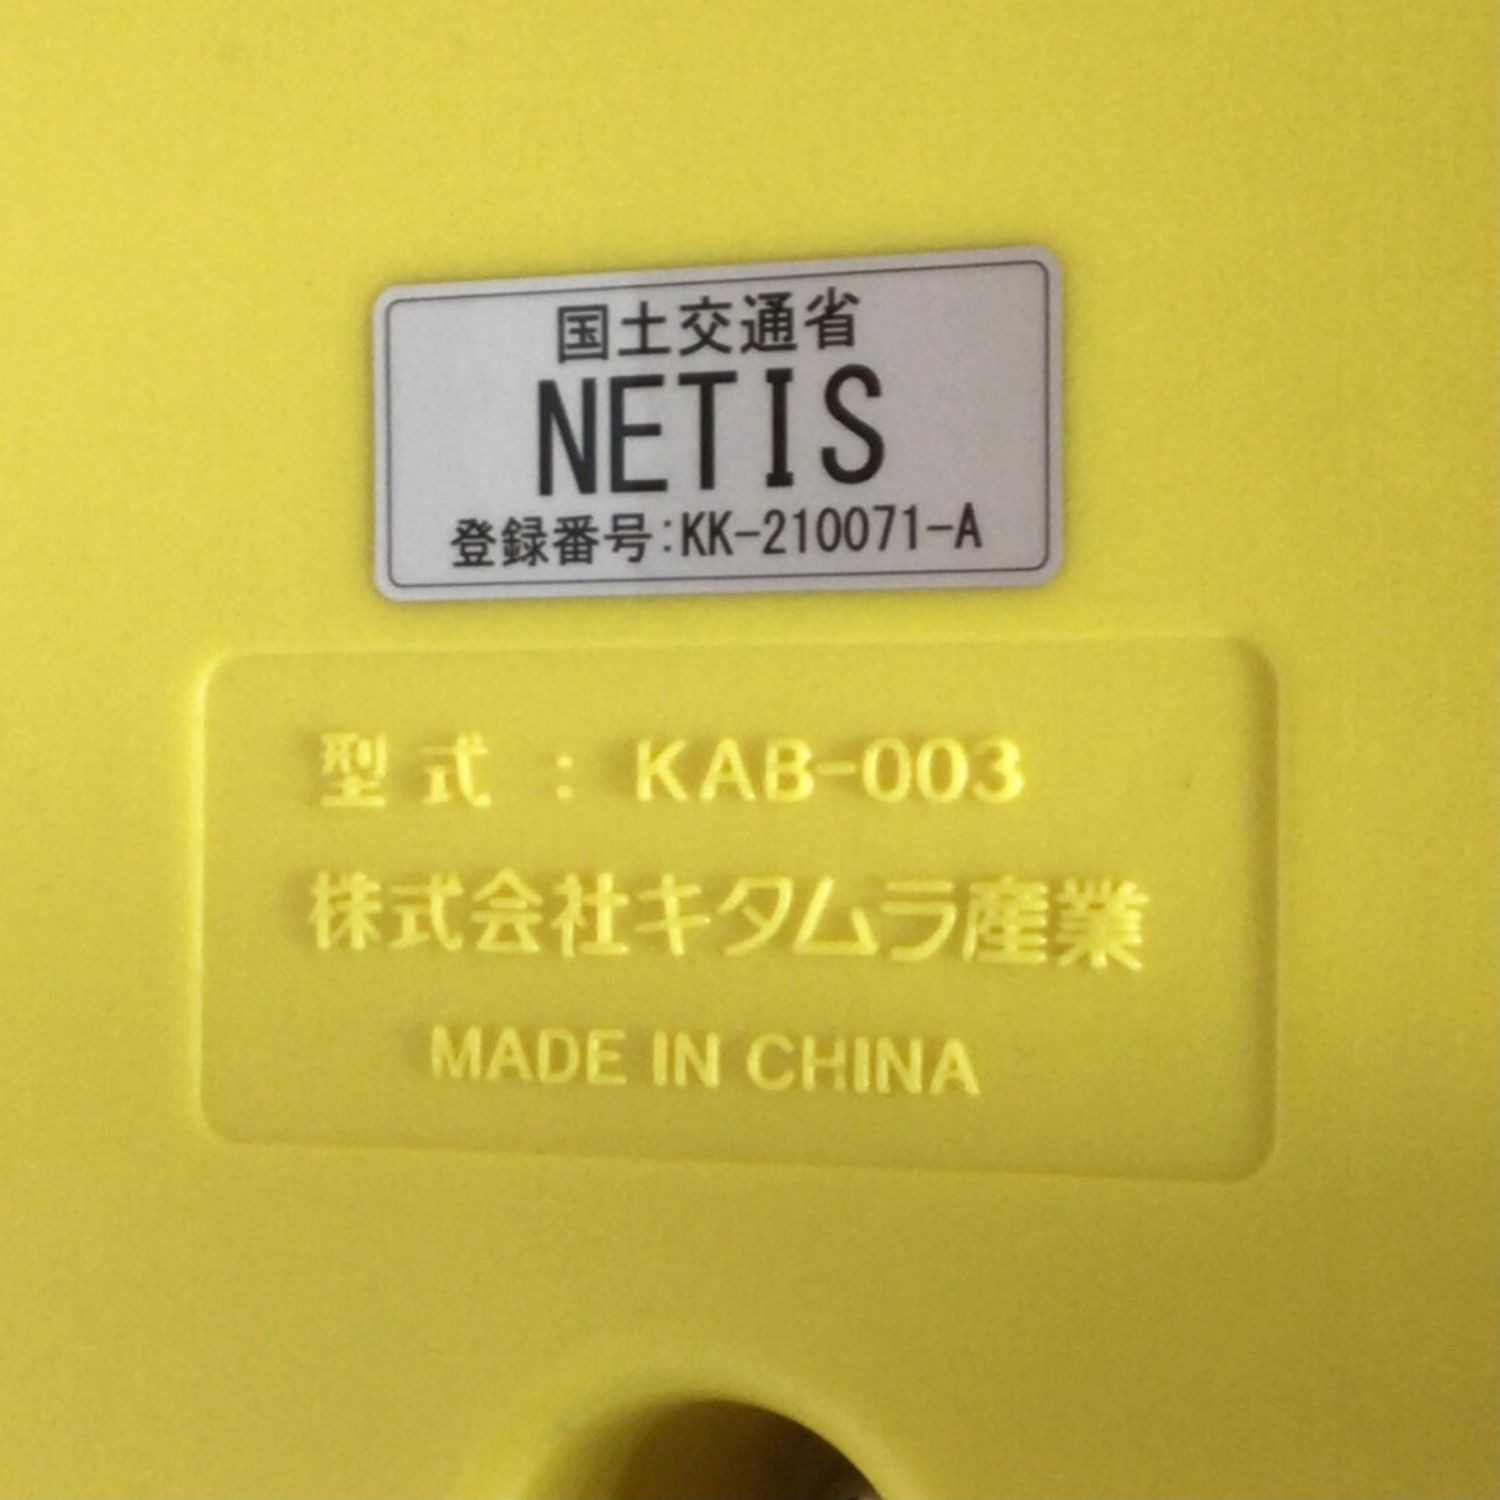 国土交通省
NETIS
登録番号:KK-210071-A
型式 : KAB-003
株式会社キタムラ産業
MADE IN CHINA